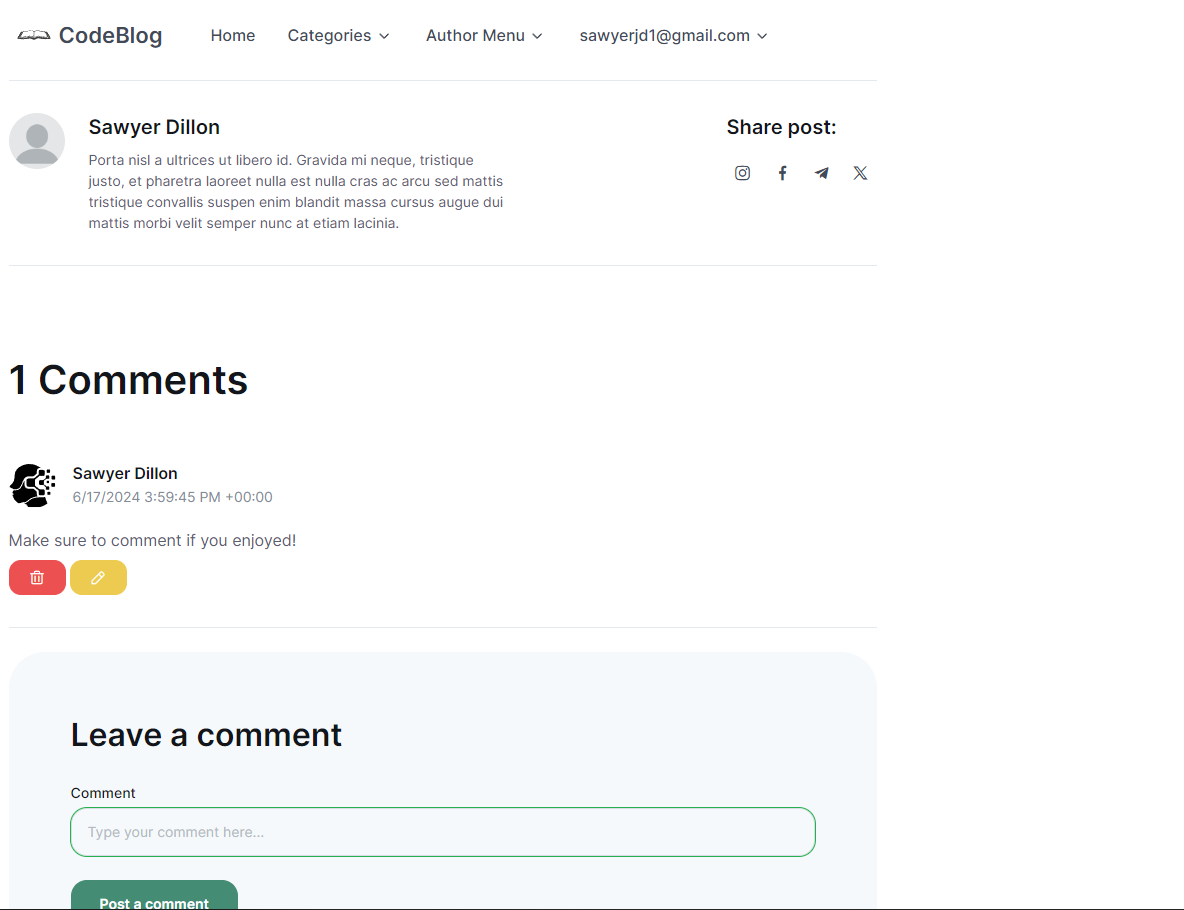 CodeBlog Home Categories Author Menu sawyerjd1@gmail.com
Sawyer Dillon
Porta nisl a ultrices ut libero id. Gravida mi neque, tristique
justo, et pharetra laoreet nulla est nulla cras ac arcu sed mattis
tristique convallis suspen enim blandit massa cursus augue dui
mattis morbi velit semper nunc at etiam lacinia.
Share post:
1 Comments
Sawyer Dillon
6/17/2024 3:59:45 PM +00:00
Make sure to comment if you enjoyed!
Leave a comment
Comment
Type your comment here...
Post a comment